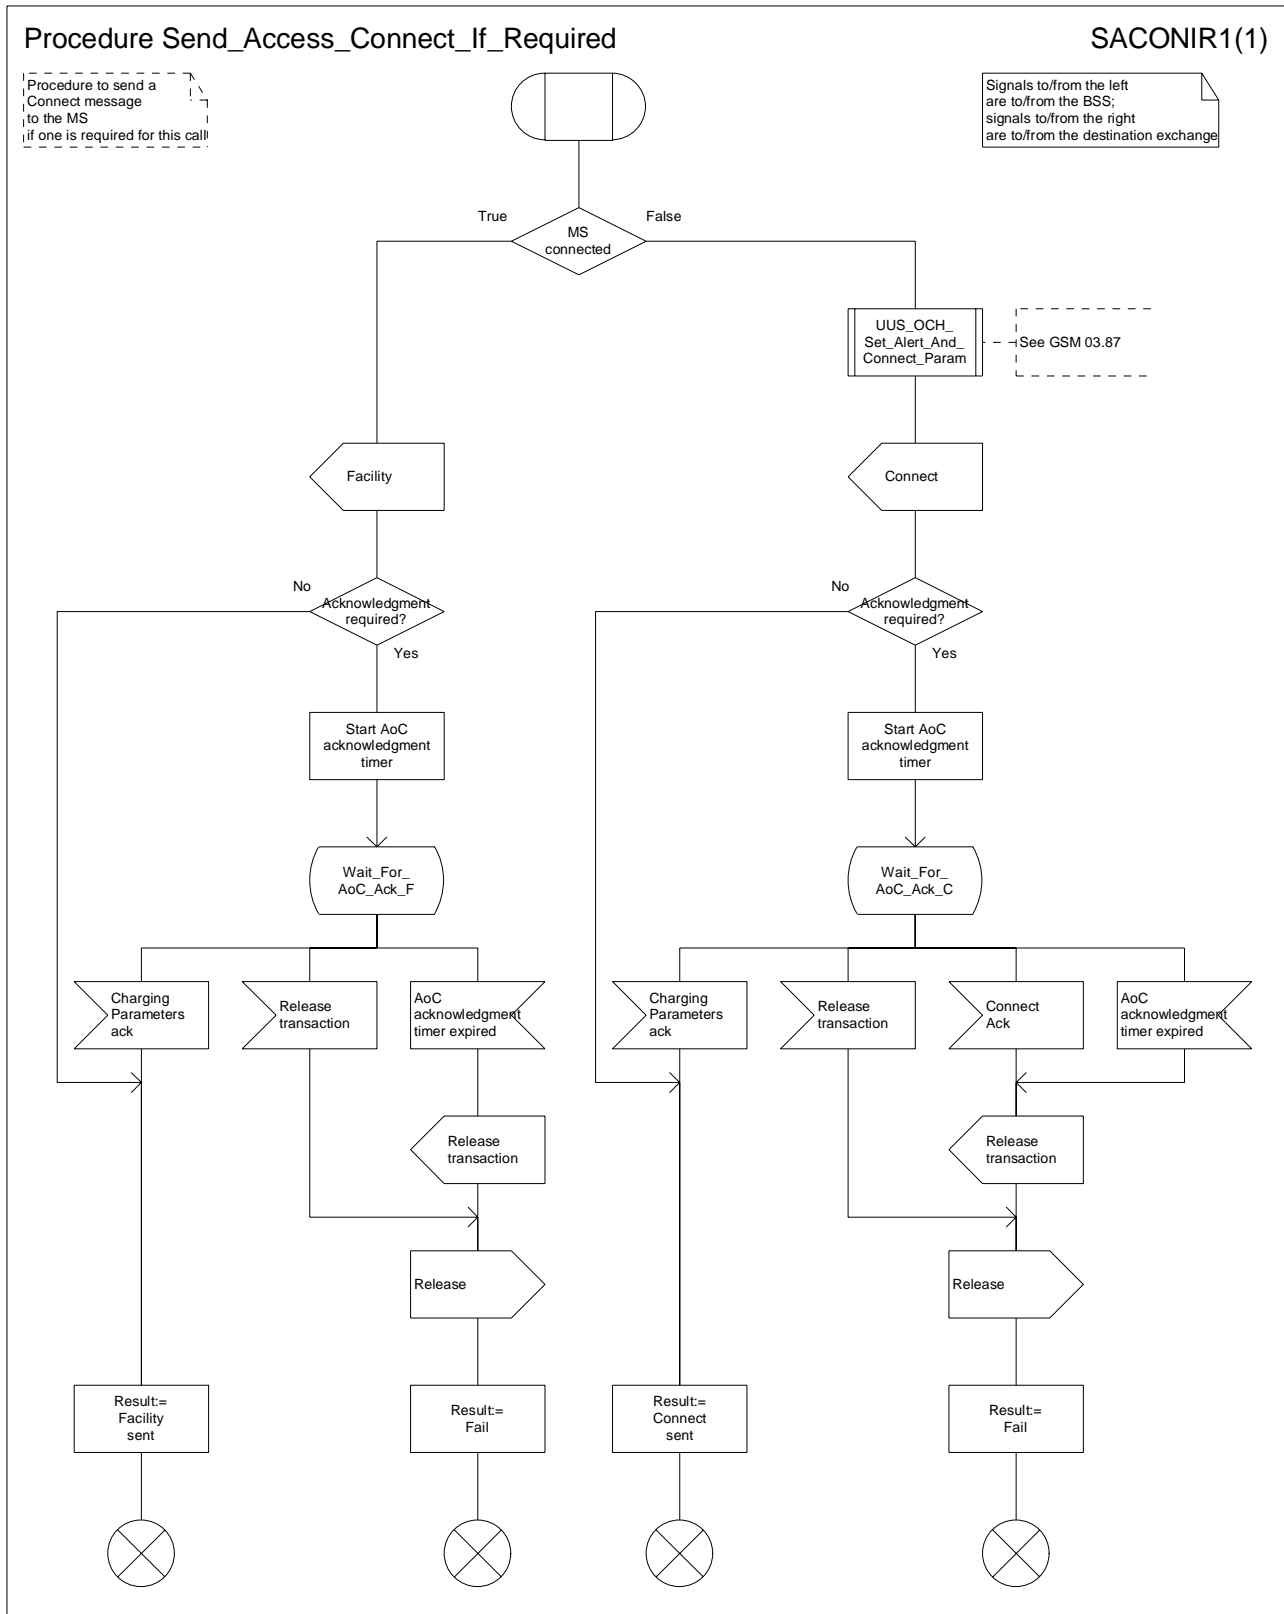 Procedure Send_Access_Connect_If_Required
SACONIR1(1)
Procedure to send a
Connect message
to the MS
if one is required for this call
Signals to/from the left
are to/from the BSS;
signals to/from the right
are to/from the destination exchange
True
False
MS
connected
UUS_OCH_
Set_Alert_And_
Connect_Param
See GSM 03.87
Facility
Connect
No
Acknowledgment
required?
Yes
No
Acknowledgment
required?
Yes
Start AoC
acknowledgment
timer
Start AoC
acknowledgment
timer
Wait_For_
AoC_Ack_F
Wait_For_
AoC_Ack_C
Charging
Parameters
ack
Release
transaction
AoC
acknowledgment
timer expired
Charging
Parameters
ack
Release
transaction
Connect
Ack
AoC
acknowledgment
timer expired
Release
transaction
Release
transaction
Release
Release
Result:=
Facility
sent
Result:=
Fail
Result:=
Connect
sent
Result:=
Fail